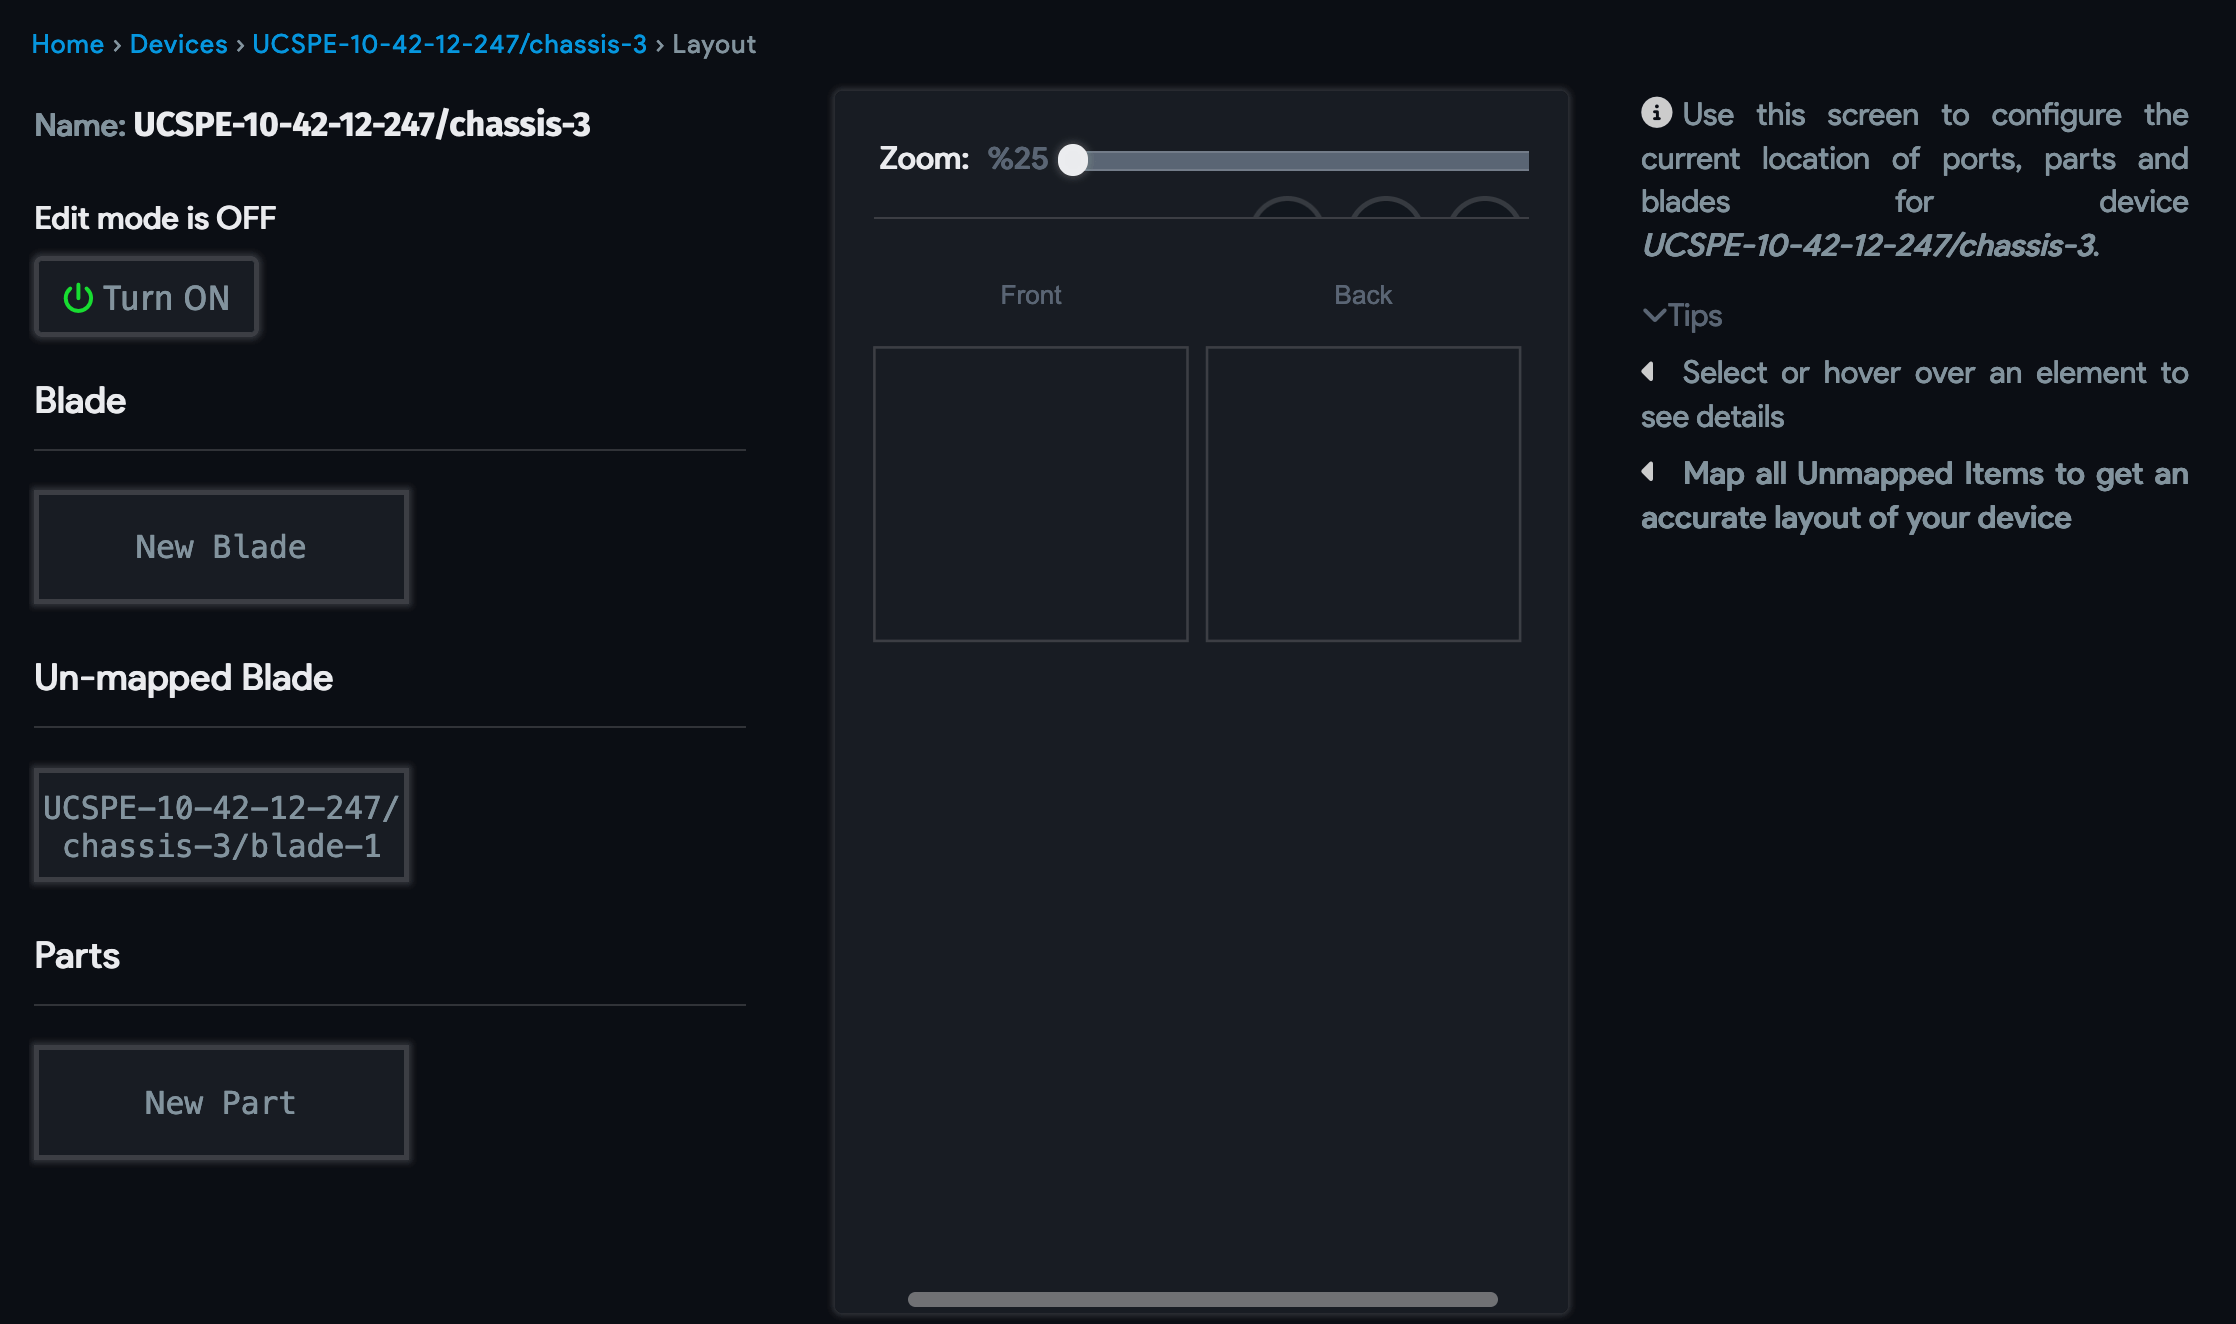 Home › Devices › UCSPE-10-42-12-247/chassis-3 › Layout
Name: UCSPE-10-42-12-247/chassis-3
Edit mode is OFF
Turn ON
Blade
New Blade
Un-mapped Blade
UCSPE-10-42-12-247/
chassis-3/blade-1
Parts
New Part
Zoom: %25
Front
Back
Use this screen to configure the
current location of ports, parts and
blades for device
UCSPE-10-42-12-247/chassis-3.
Tips
Select or hover over an element to
see details
Map all Unmapped Items to get an
accurate layout of your device